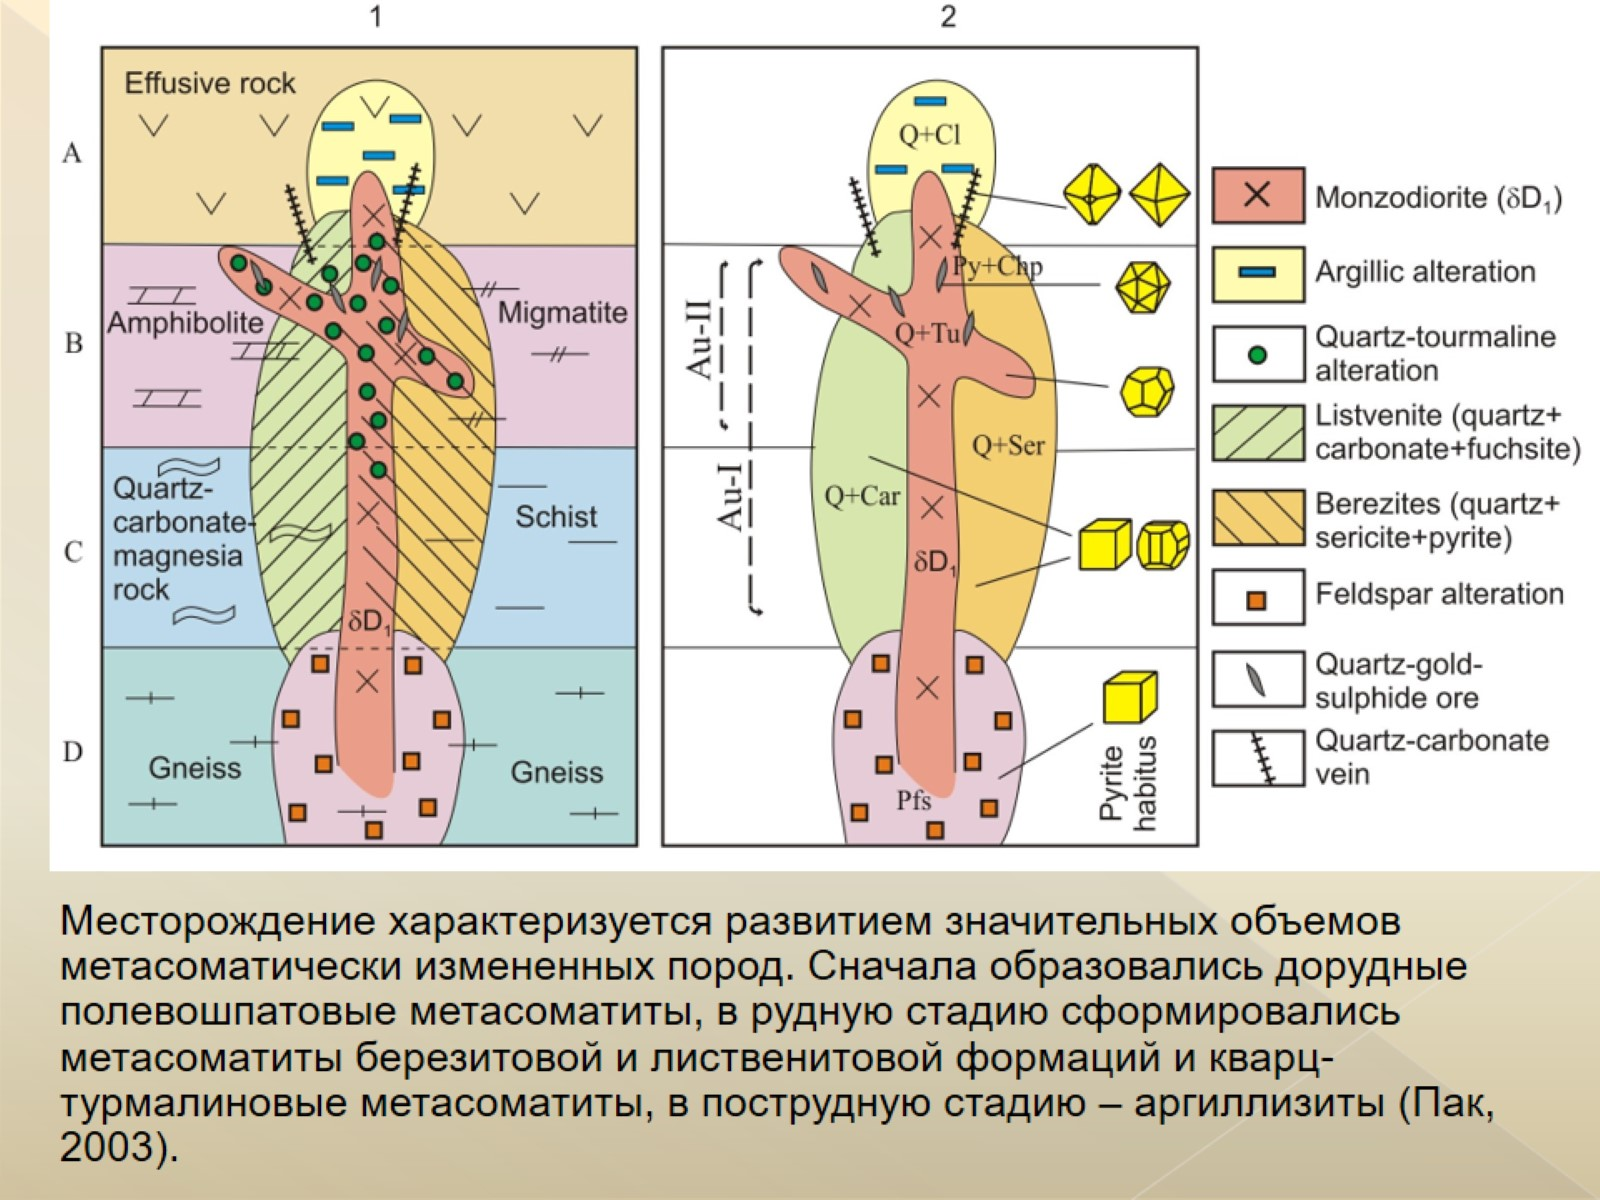 1
2
Effusive rock
A
Amphibolite
Migmatite
B
Quartz-
carbonate-
magnesia
rock
Schist
C
δD₁
Gneiss
Gneiss
D
Q+Cl
Py+Chp
Au-II
Q+Tu
Q+Ser
Au-I
Q+Car
δD₁
Pfs
Pyrite
habitus
Monzodiorite (δD₁)
Argillic alteration
Quartz-tourmaline
alteration
Listvenite (quartz+
carbonate+fuchsite)
Berezites (quartz+
sericite+pyrite)
Feldspar alteration
Quartz-gold-
sulphide ore
Quartz-carbonate
vein
Месторождение характеризуется развитием значительных объемов
метасоматически измененных пород. Сначала образовались дорудные
полевошпатовые метасоматиты, в рудную стадию сформировались
метасоматиты березитовой и лиственитовой формаций и кварц-
турмалиновые метасоматиты, в пострудную стадию – аргиллизиты (Пак,
2003).